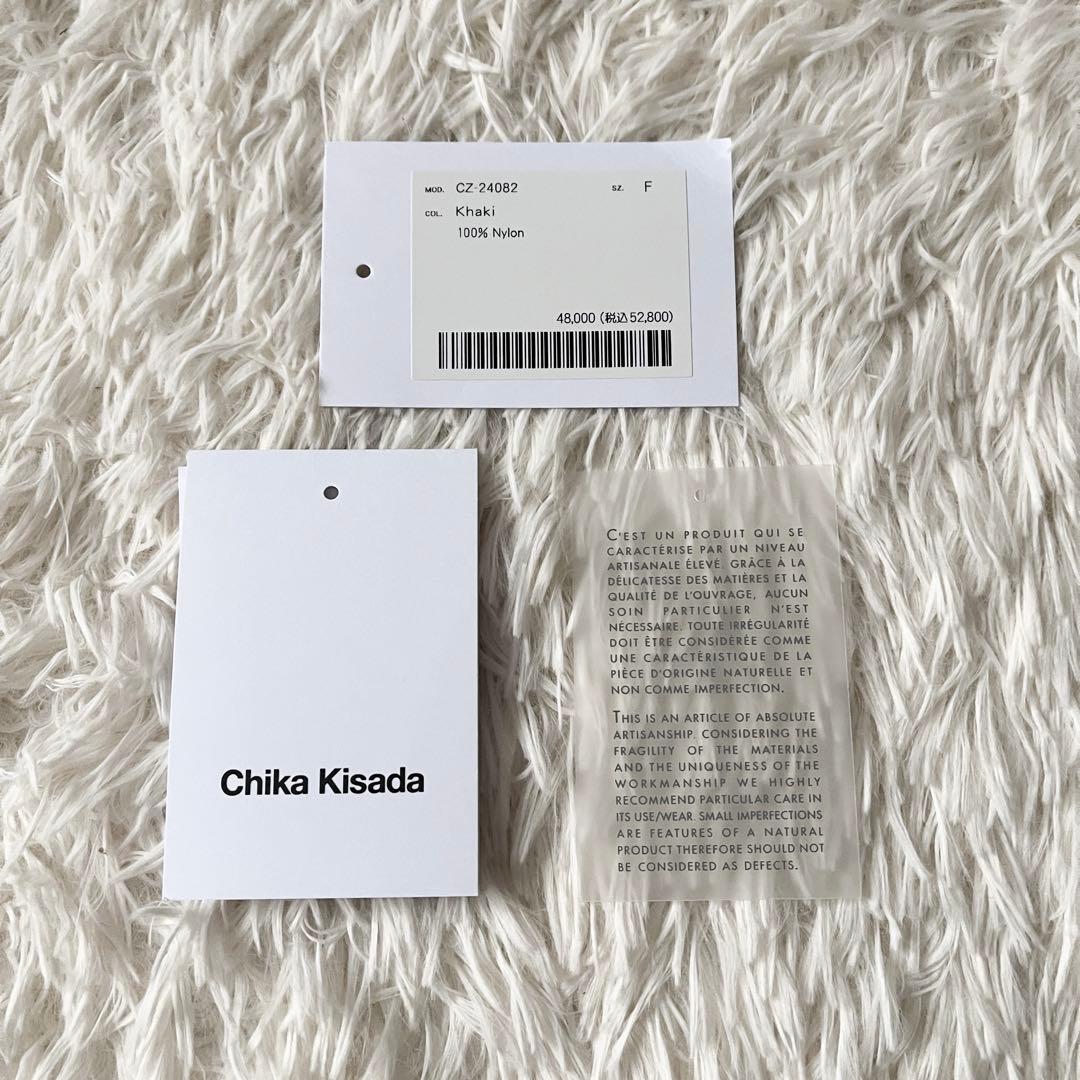 MOD. CZ-24082 SZ. F
COL. Khaki
100% Nylon
48,000 (税込52,800)
Chika Kisada
C'EST UN PRODUIT QUI SE
CARACTÉRISE PAR UN NIVEAU
ARTISANALE ÉLEVÉ. GRÂCE À LA
DÉLICATESSE DES MATIÈRES ET LA
QUALITÉ DE L'OUVRAGE, AUCUN
SOIN PARTICULIER N'EST
NÉCESSAIRE. TOUTE IRRÉGULARITÉ
DOIT ÊTRE CONSIDÉRÉE COMME
UNE CARACTÉRISTIQUE DE LA
PIÈCE D'ORIGINE NATURELLE ET
NON COMME IMPERFECTION.
THIS IS AN ARTICLE OF ABSOLUTE
ARTISANSHIP. CONSIDERING THE
FRAGILITY OF THE MATERIALS
AND THE UNIQUENESS OF THE
WORKMANSHIP WE HIGHLY
RECOMMEND PARTICULAR CARE IN
ITS USE/WEAR. SMALL IMPERFECTIONS
ARE FEATURES OF A NATURAL
PRODUCT THEREFORE SHOULD NOT
BE CONSIDERED AS DEFECTS.